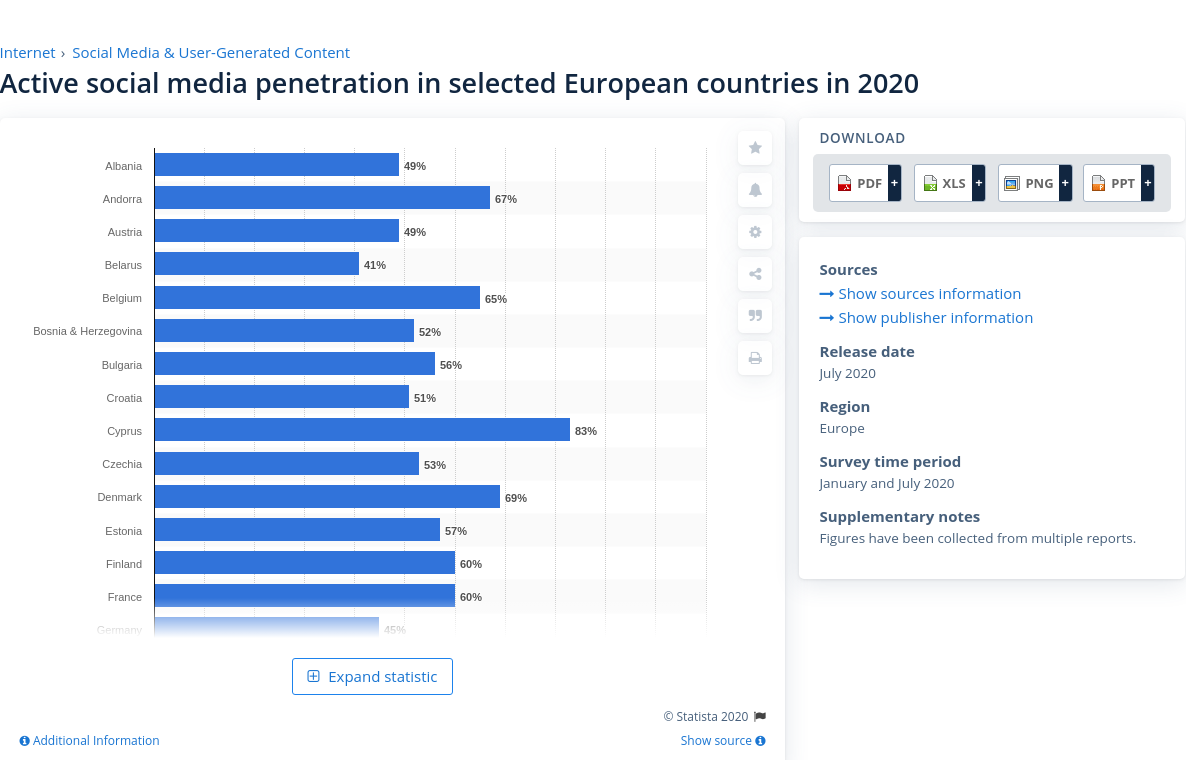 Internet › Social Media & User-Generated Content
Active social media penetration in selected European countries in 2020
Albania 49%
Andorra 67%
Austria 49%
Belarus 41%
Belgium 65%
Bosnia & Herzegovina 52%
Bulgaria 56%
Croatia 51%
Cyprus 83%
Czechia 53%
Denmark 69%
Estonia 57%
Finland 60%
France 60%
Germany 45%
Expand statistic
© Statista 2020
Additional Information
Show source
DOWNLOAD
PDF + XLS + PNG + PPT +
Sources
Show sources information
Show publisher information
Release date
July 2020
Region
Europe
Survey time period
January and July 2020
Supplementary notes
Figures have been collected from multiple reports.